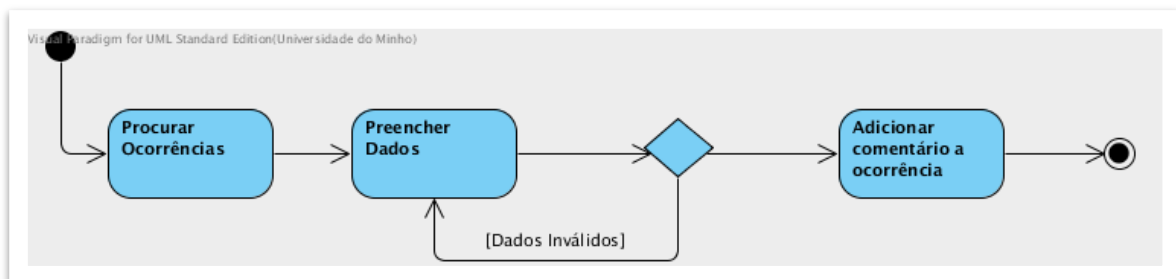 Visual Paradigm for UML Standard Edition(Universidade do Minho)
Procurar
Ocorrências
Preencher
Dados
Adicionar
comentário a
ocorrência
[Dados Inválidos]